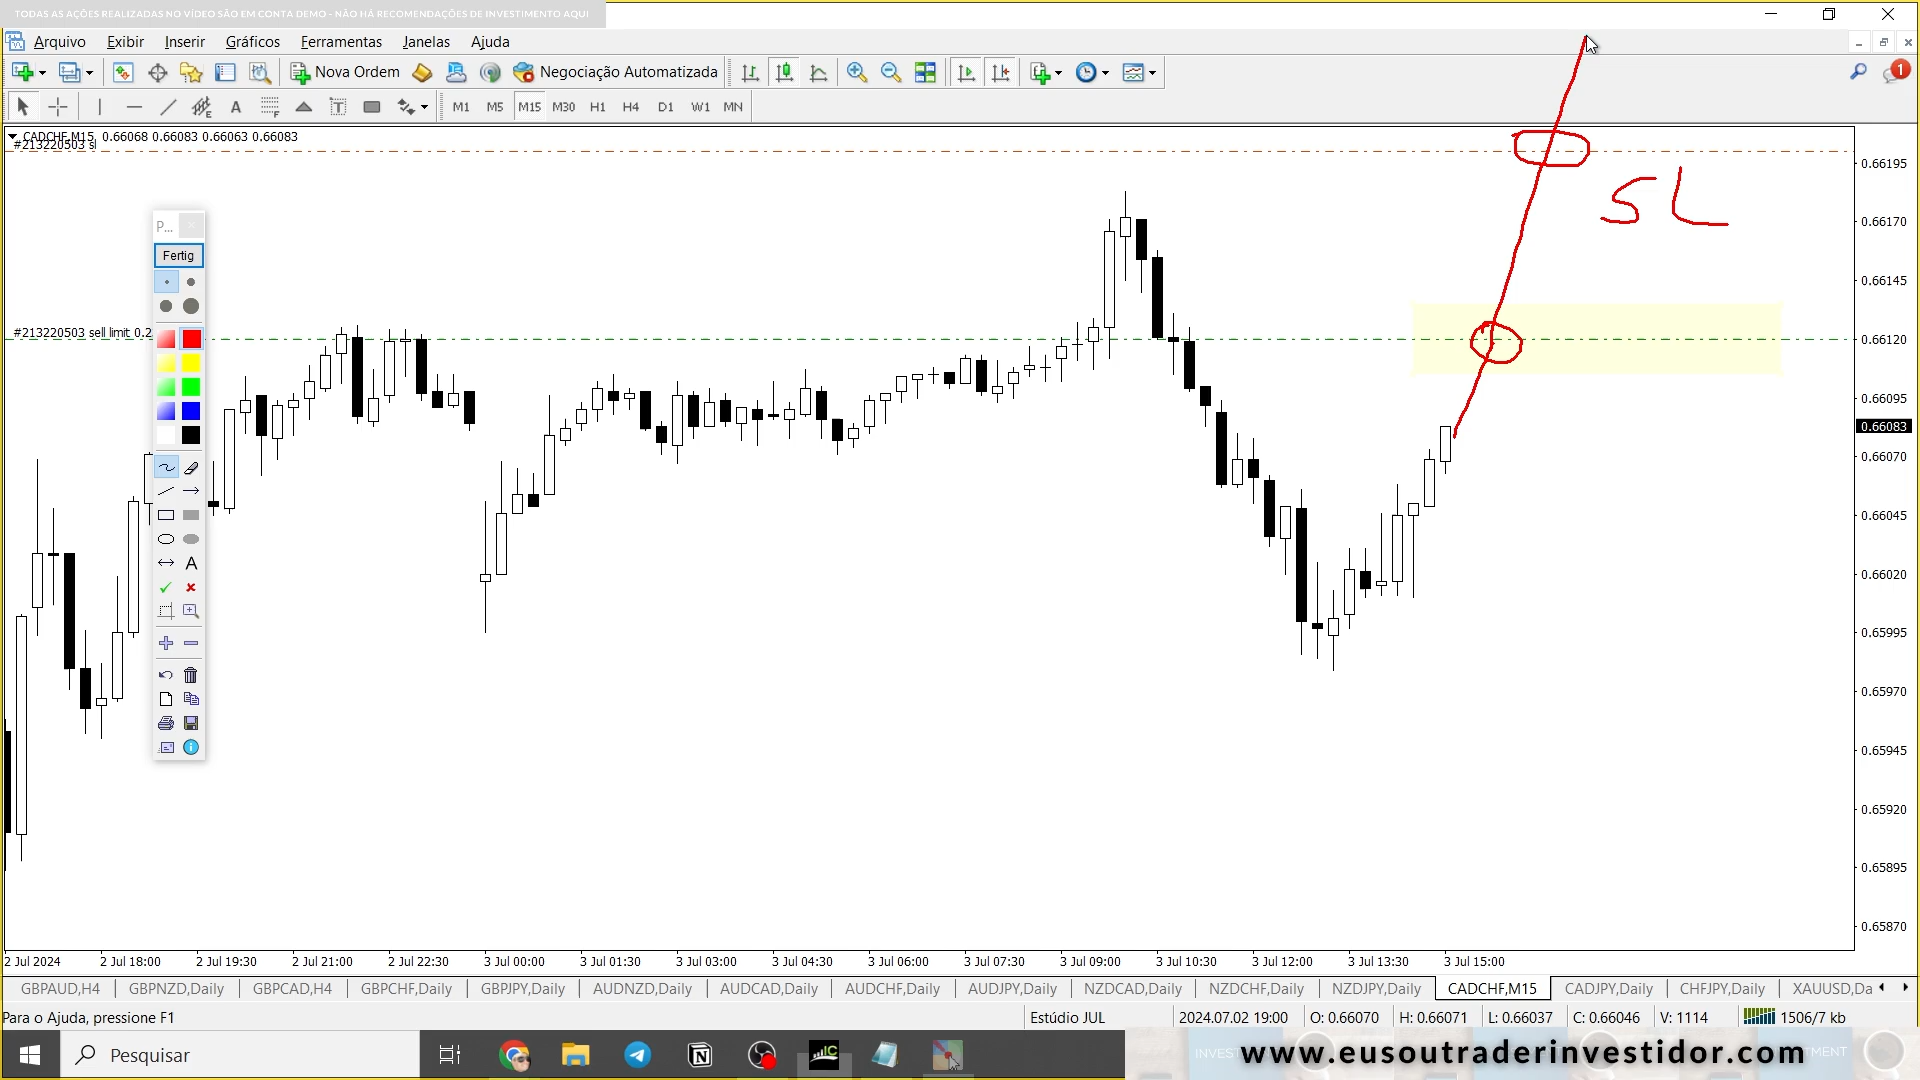 TODAS AS AÇÕES REALIZADAS NO VÍDEO SÃO EM CONTA DEMO - NÃO HÁ RECOMENDAÇÕES DE INVESTIMENTO AQUI
Arquivo Exibir Inserir Gráficos Ferramentas Janelas Ajuda
Nova Ordem Negociação Automatizada 1
A T M1 M5 M15 M30 H1 H4 D1 W1 MN
CADCHF,M15 0.66068 0.66083 0.66063 0.66083
#213220503 sl
0.66195
SL
P...
0.66170
Fertig
0.66145
#213220503 sell limit 0.2
0.66120
0.66095
0.66083
0.66070
0.66045
A
0.66020
0.65995
0.65970
0.65945
0.65920
0.65895
0.65870
2 Jul 2024 2 Jul 18:00 2 Jul 19:30 2 Jul 21:00 2 Jul 22:30 3 Jul 00:00 3 Jul 01:30 3 Jul 03:00 3 Jul 04:30 3 Jul 06:00 3 Jul 07:30 3 Jul 09:00 3 Jul 10:30 3 Jul 12:00 3 Jul 13:30 3 Jul 15:00
GBPAUD,H4 GBPNZD,Daily GBPCAD,H4 GBPCHF,Daily GBPJPY,Daily AUDNZD,Daily AUDCAD,Daily AUDCHF,Daily AUDJPY,Daily NZDCAD,Daily NZDCHF,Daily NZDJPY,Daily CADCHF,M15 CADJPY,Daily CHFJPY,Daily XAUUSD,Da
Para o Ajuda, pressione F1 Estúdio JUL 2024.07.02 19:00 O: 0.66070 H: 0.66071 L: 0.66037 C: 0.66046 V: 1114 1506/7 kb
Pesquisar IC www.eusoutraderinvestidor.com